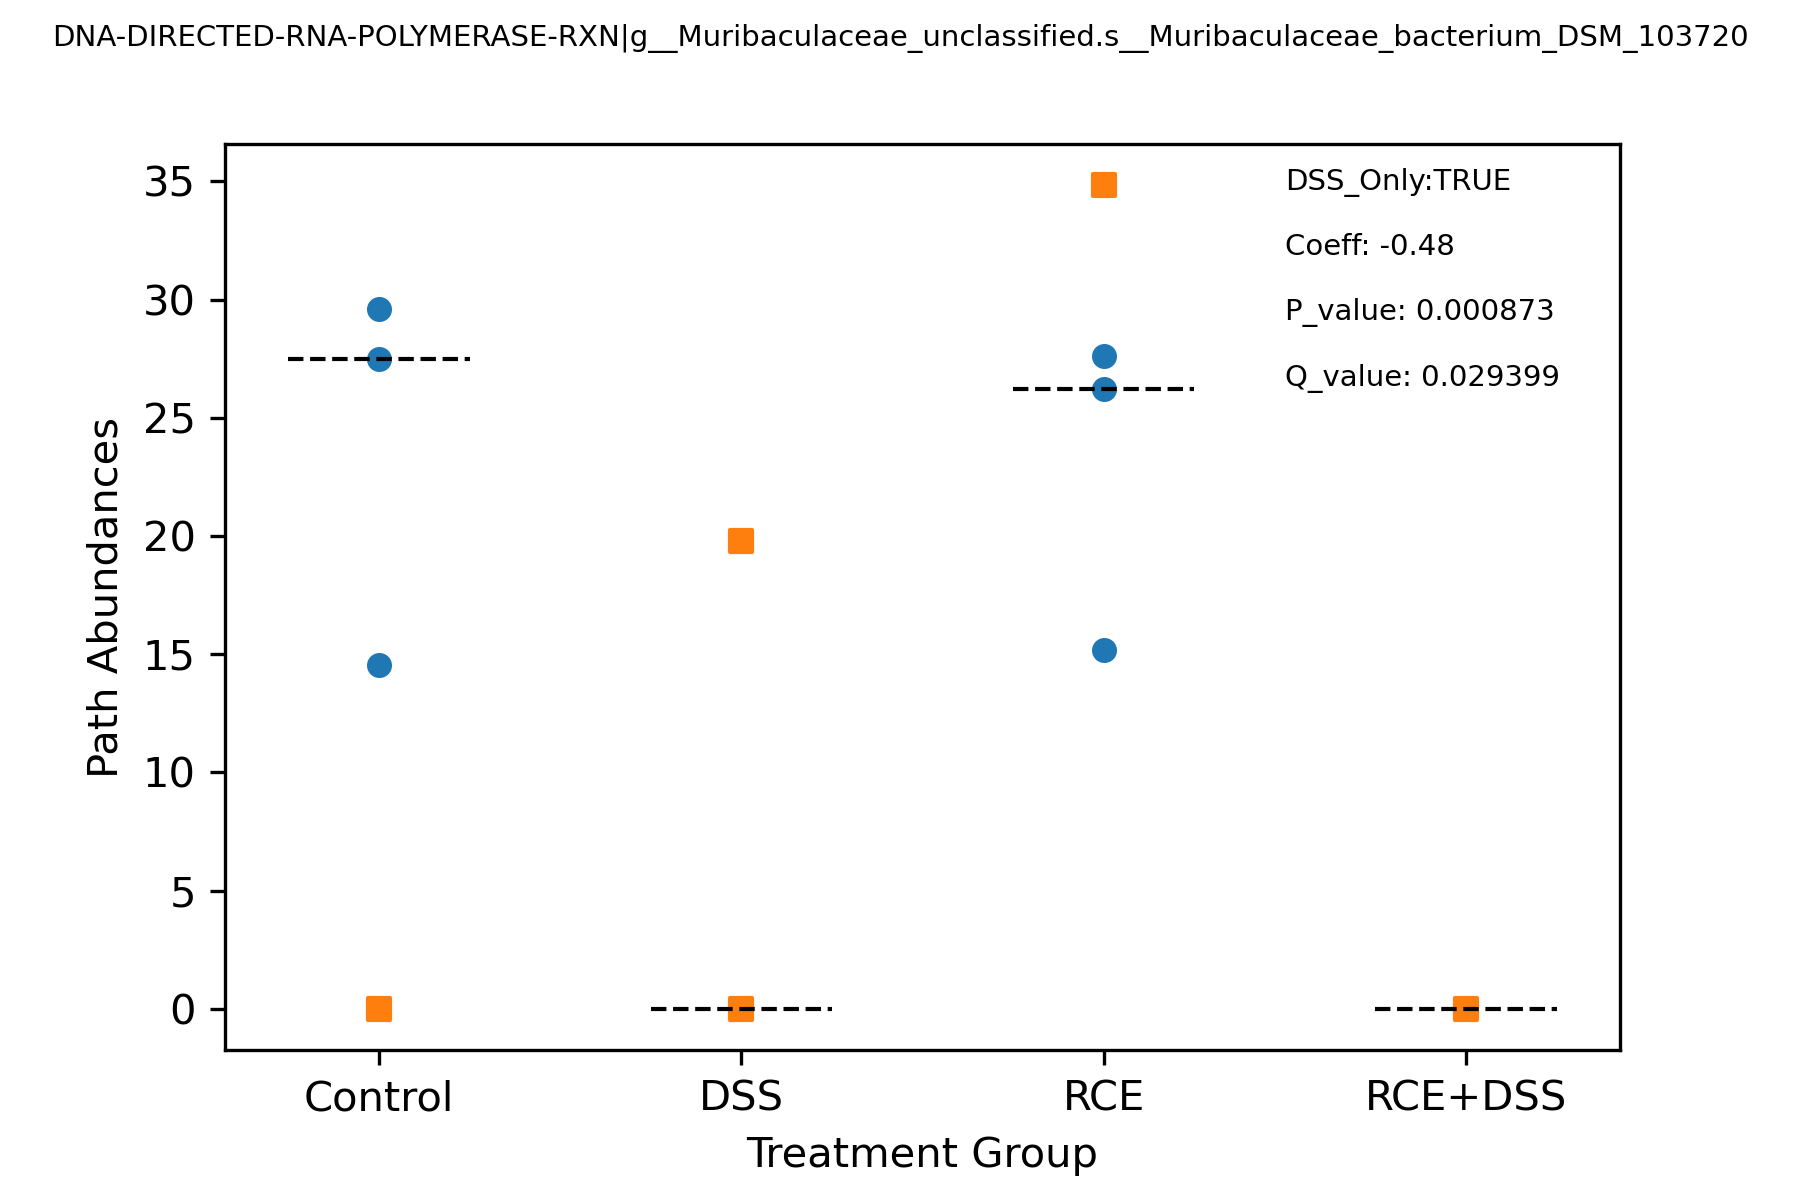 DNA-DIRECTED-RNA-POLYMERASE-RXN|g__Muribaculaceae_unclassified.s__Muribaculaceae_bacterium_DSM_103720
DSS_Only:TRUE
Coeff: -0.48
P_value: 0.000873
Q_value: 0.029399
Path Abundances
35
30
25
20
15
10
5
0
Control DSS RCE RCE+DSS
Treatment Group